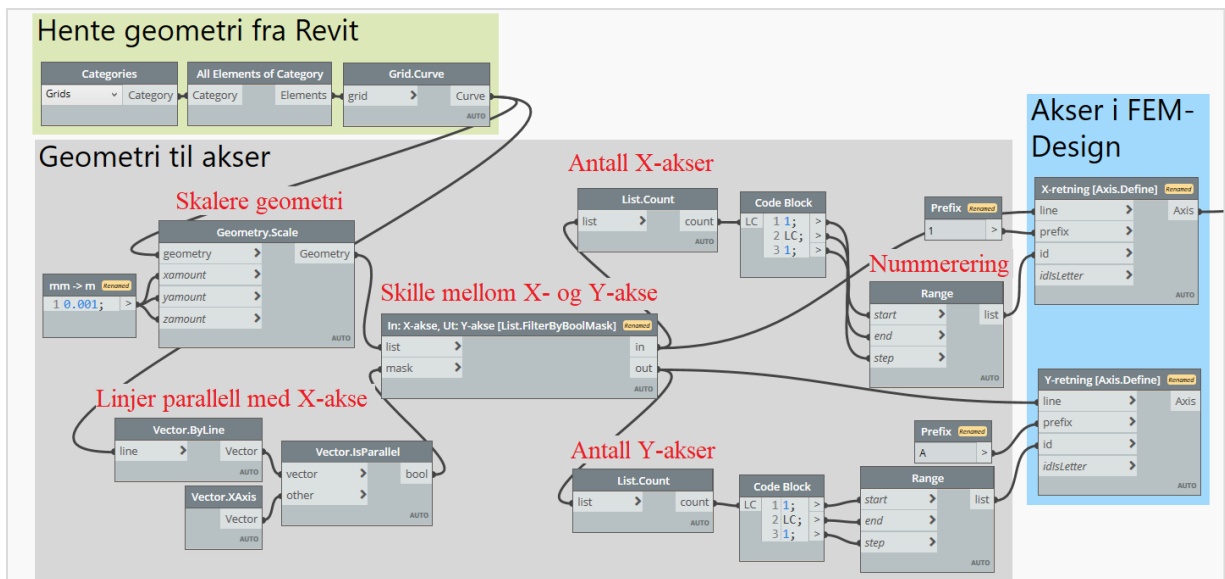 Hente geometri fra Revit
Categories
Grids
Category
All Elements of Category
Category
Elements
Grid.Curve
grid
>
Curve
AUTO
Geometri til akser
Skalere geometri
Geometry.Scale
geometry
>
Geometry
xamount
>
yamount
>
zamount
>
AUTO
mm -> m
Renamed
1 0.001;
>
Linjer parallell med X-akse
Vector.ByLine
line
>
Vector
AUTO
Vector.XAxis
Vector
AUTO
Vector.IsParallel
vector
>
bool
other
>
AUTO
Skille mellom X- og Y-akse
In: X-akse, Ut: Y-akse [List.FilterByBoolMask]
Renamed
list
>
in
mask
>
out
AUTO
Antall X-akser
List.Count
list
>
count
AUTO
Code Block
LC
1 1;
>
2 LC;
>
3 1;
>
Nummerering
Range
start
>
list
end
>
step
>
AUTO
Antall Y-akser
List.Count
list
>
count
AUTO
Code Block
LC
1 1;
>
2 LC;
>
3 1;
>
Range
start
>
list
end
>
step
>
AUTO
Prefix
Renamed
1
>
Prefix
Renamed
A
>
Akser i FEM-
Design
X-retning [Axis.Define]
Renamed
line
>
Axis
prefix
>
id
>
idIsLetter
>
AUTO
Y-retning [Axis.Define]
Renamed
line
>
Axis
prefix
>
id
>
idIsLetter
>
AUTO